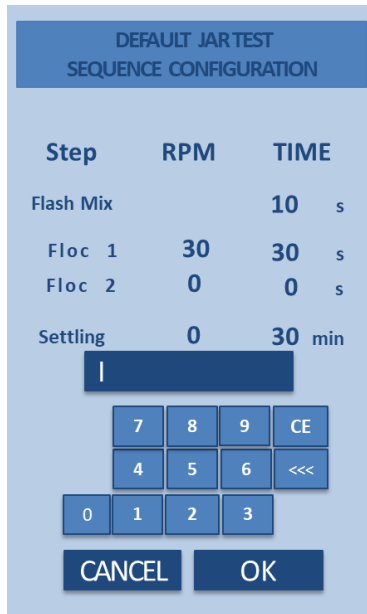 DEFAULT JAR TEST
SEQUENCE CONFIGURATION
Step RPM TIME
Flash Mix 10 s
Floc 1 30 30 s
Floc 2 0 0 s
Settling 0 30 min
7 8 9 CE
4 5 6 <<<
0 1 2 3
CANCEL OK